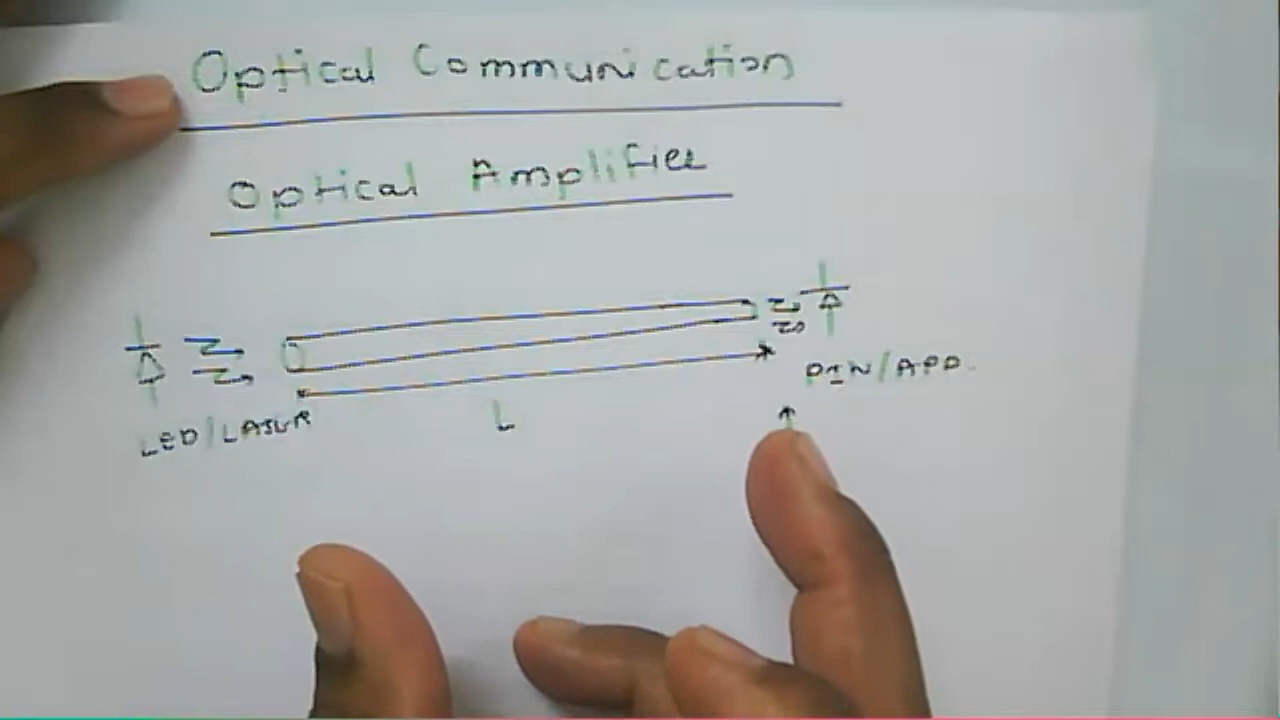 Optical Communication
Optical Amplifier
LED/LASER
L
PIN/APD